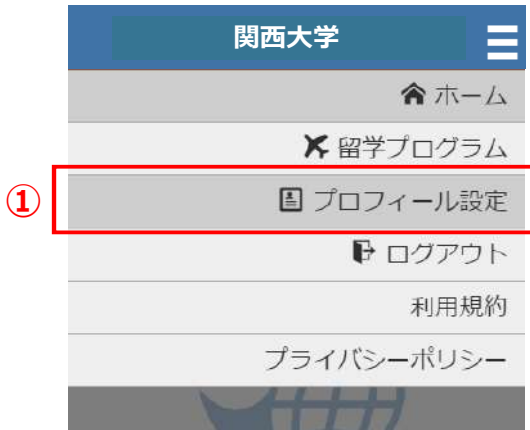 関西大学
ホーム
留学プログラム
① プロフィール設定
ログアウト
利用規約
プライバシーポリシー